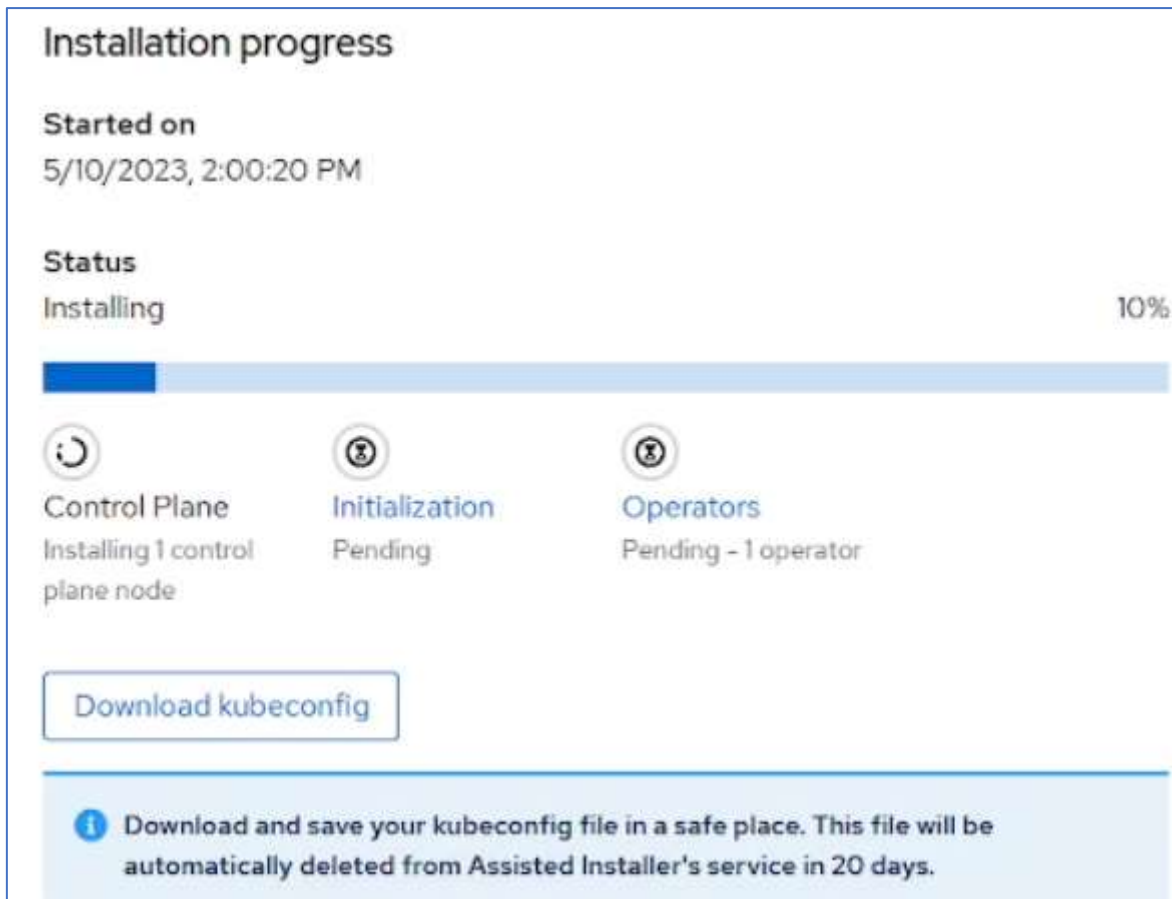 Installation progress
Started on
5/10/2023, 2:00:20 PM
Status
Installing
10%
Control Plane
Installing 1 control
plane node
Initialization
Pending
Operators
Pending - 1 operator
Download kubeconfig
Download and save your kubeconfig file in a safe place. This file will be
automatically deleted from Assisted Installer's service in 20 days.